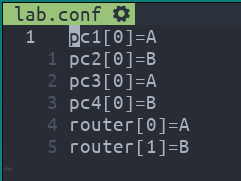 lab.conf
1 pc1[0]=A
1 pc2[0]=B
2 pc3[0]=A
3 pc4[0]=B
4 router[0]=A
5 router[1]=B
~